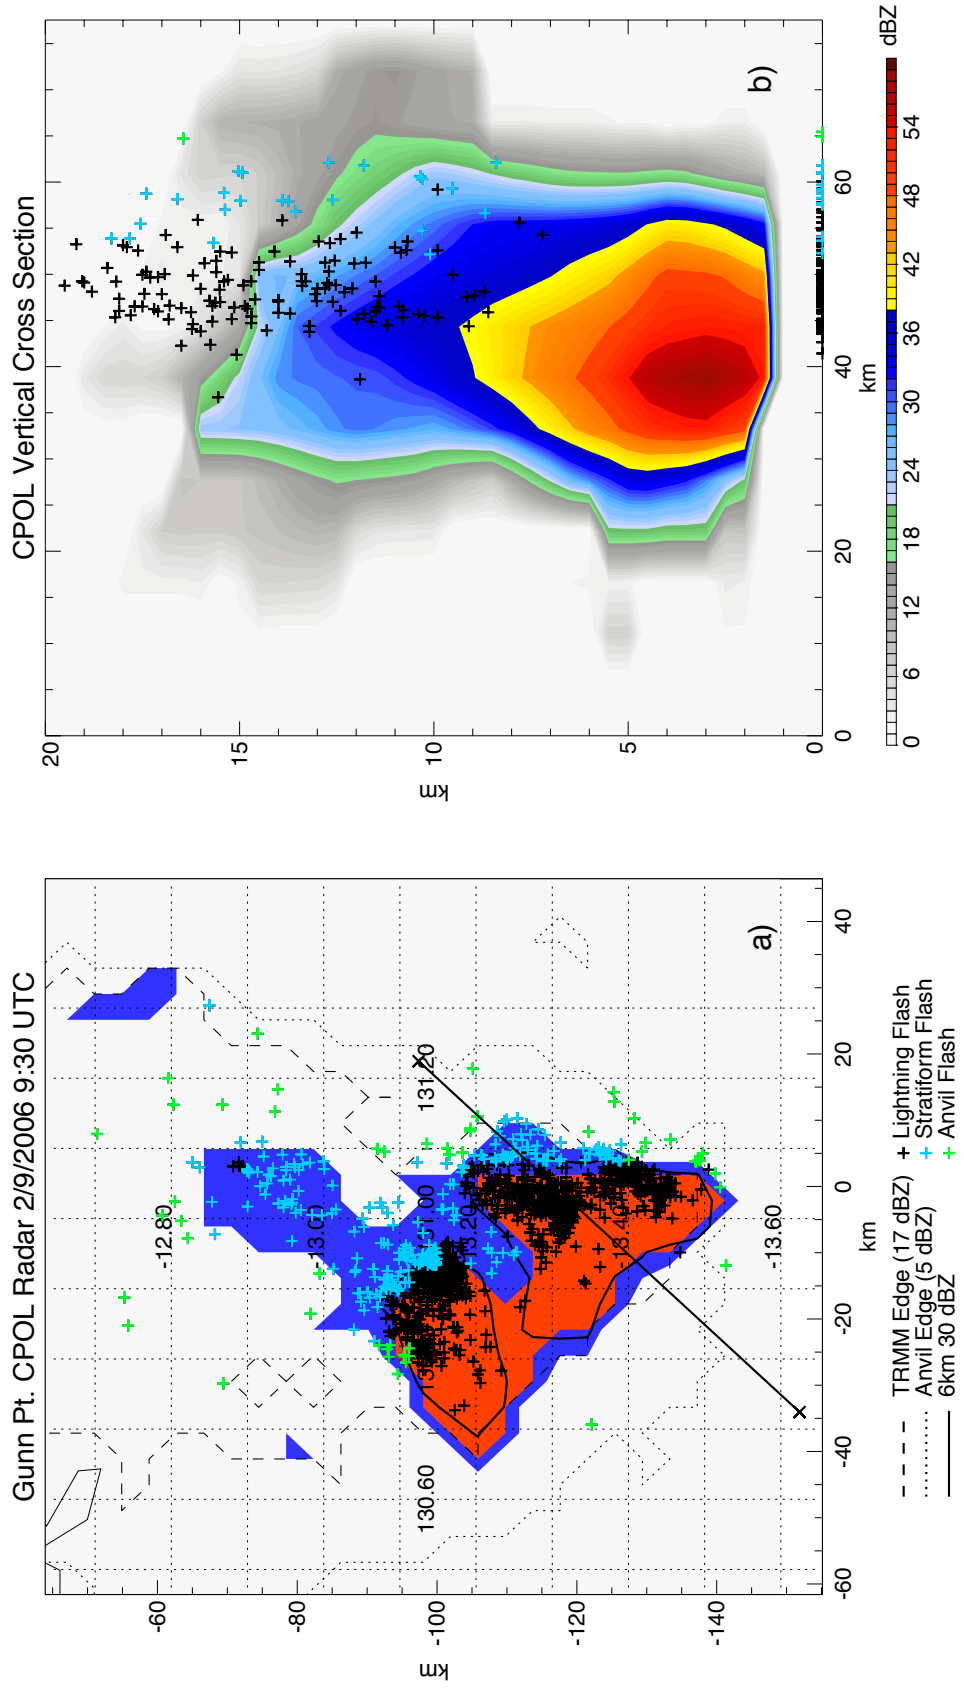 Gunn Pt. CPOL Radar 2/9/2006 9:30 UTC
-60
-80
-100
-120
-140
km
-12.80
-13.00
13.20
13.40
-13.60
130.60
131.20
a)
-60 -40 -20 0 20 40
km
TRMM Edge (17 dBZ)
Anvil Edge (5 dBZ)
6km 30 dBZ
Lightning Flash
Stratiform Flash
Anvil Flash
CPOL Vertical Cross Section
20
15
10
5
0
km
b)
0 20 40 60
km
0 6 12 18 24 30 36 42 48 54 dBZ